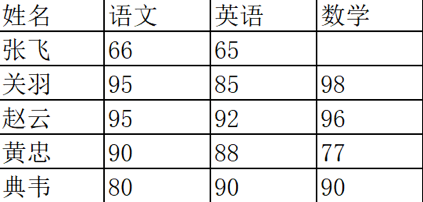 姓名 语文 英语 数学
张飞 66 65
关羽 95 85 98
赵云 95 92 96
黄忠 90 88 77
典韦 80 90 90